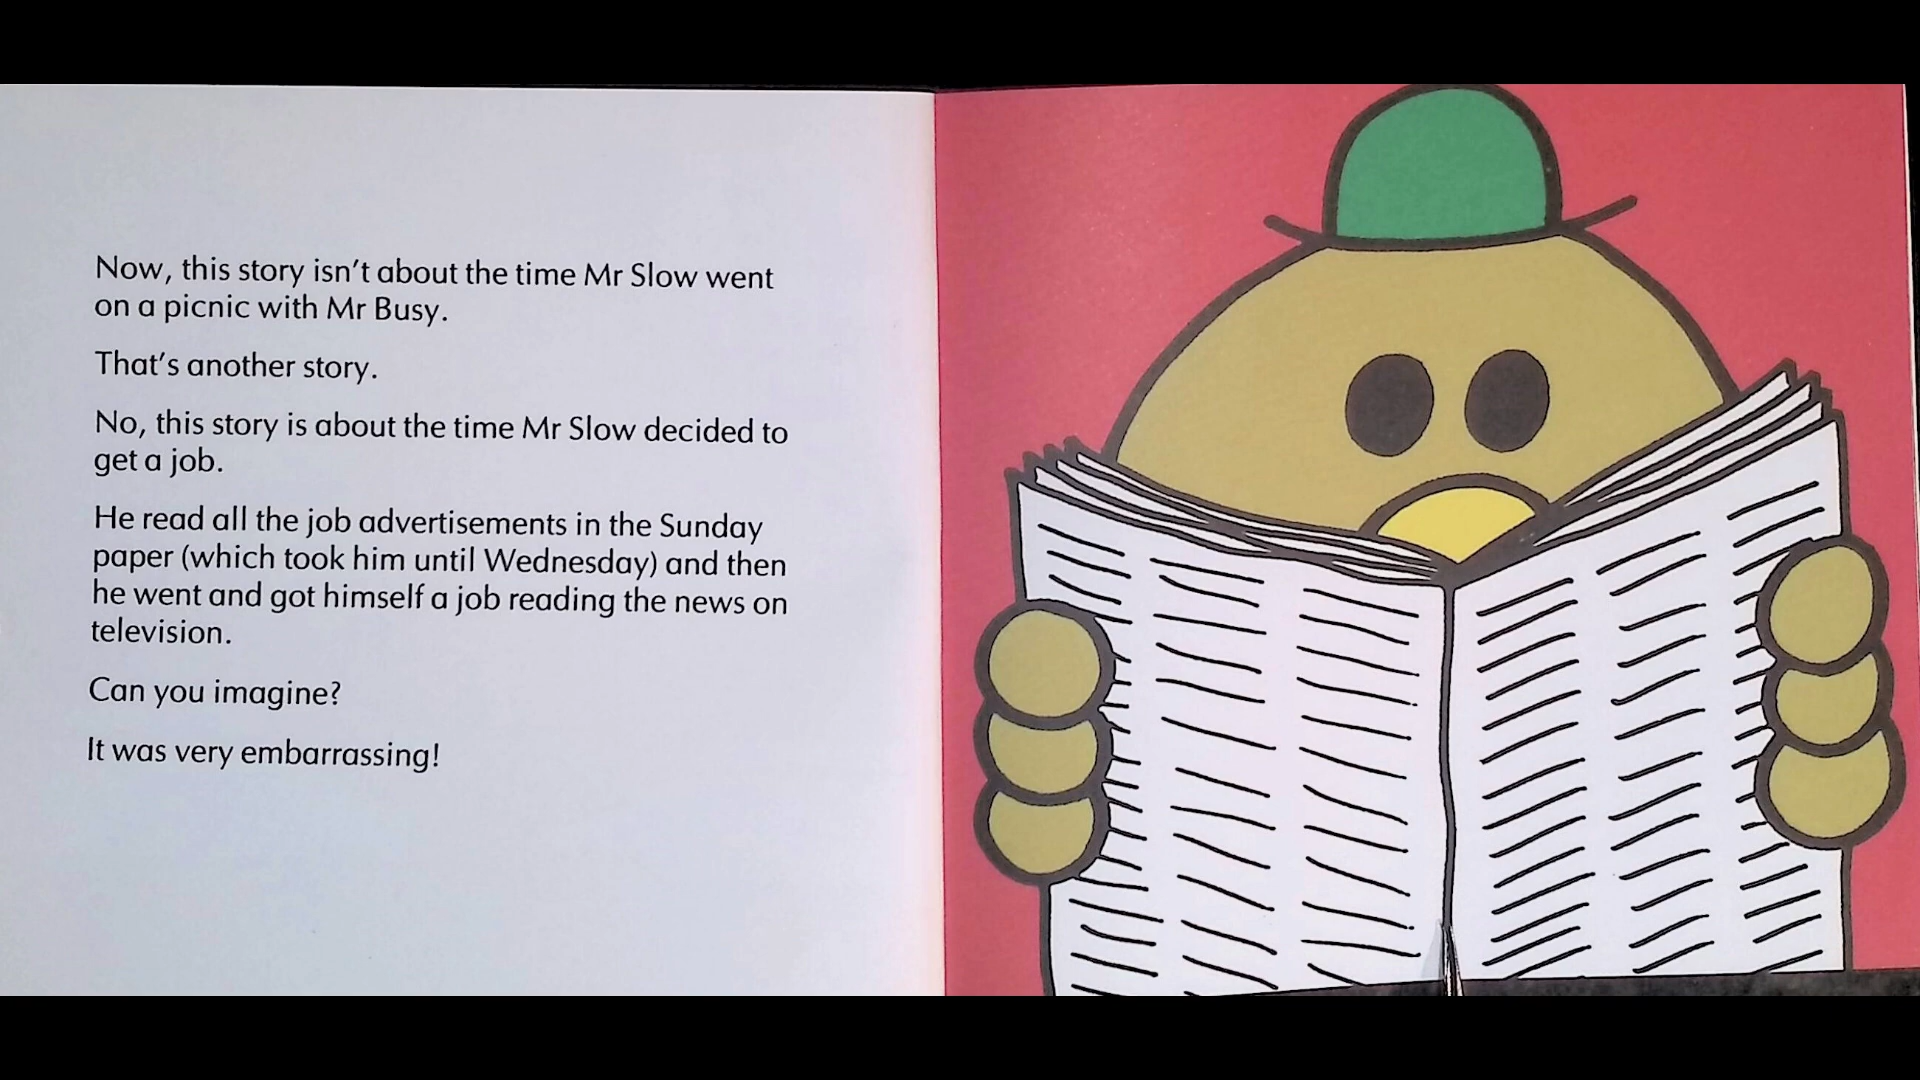 Now, this story isn't about the time Mr Slow went
on a picnic with Mr Busy.
That's another story.
No, this story is about the time Mr Slow decided to
get a job.
He read all the job advertisements in the Sunday
paper (which took him until Wednesday) and then
he went and got himself a job reading the news on
television.
Can you imagine?
It was very embarrassing!